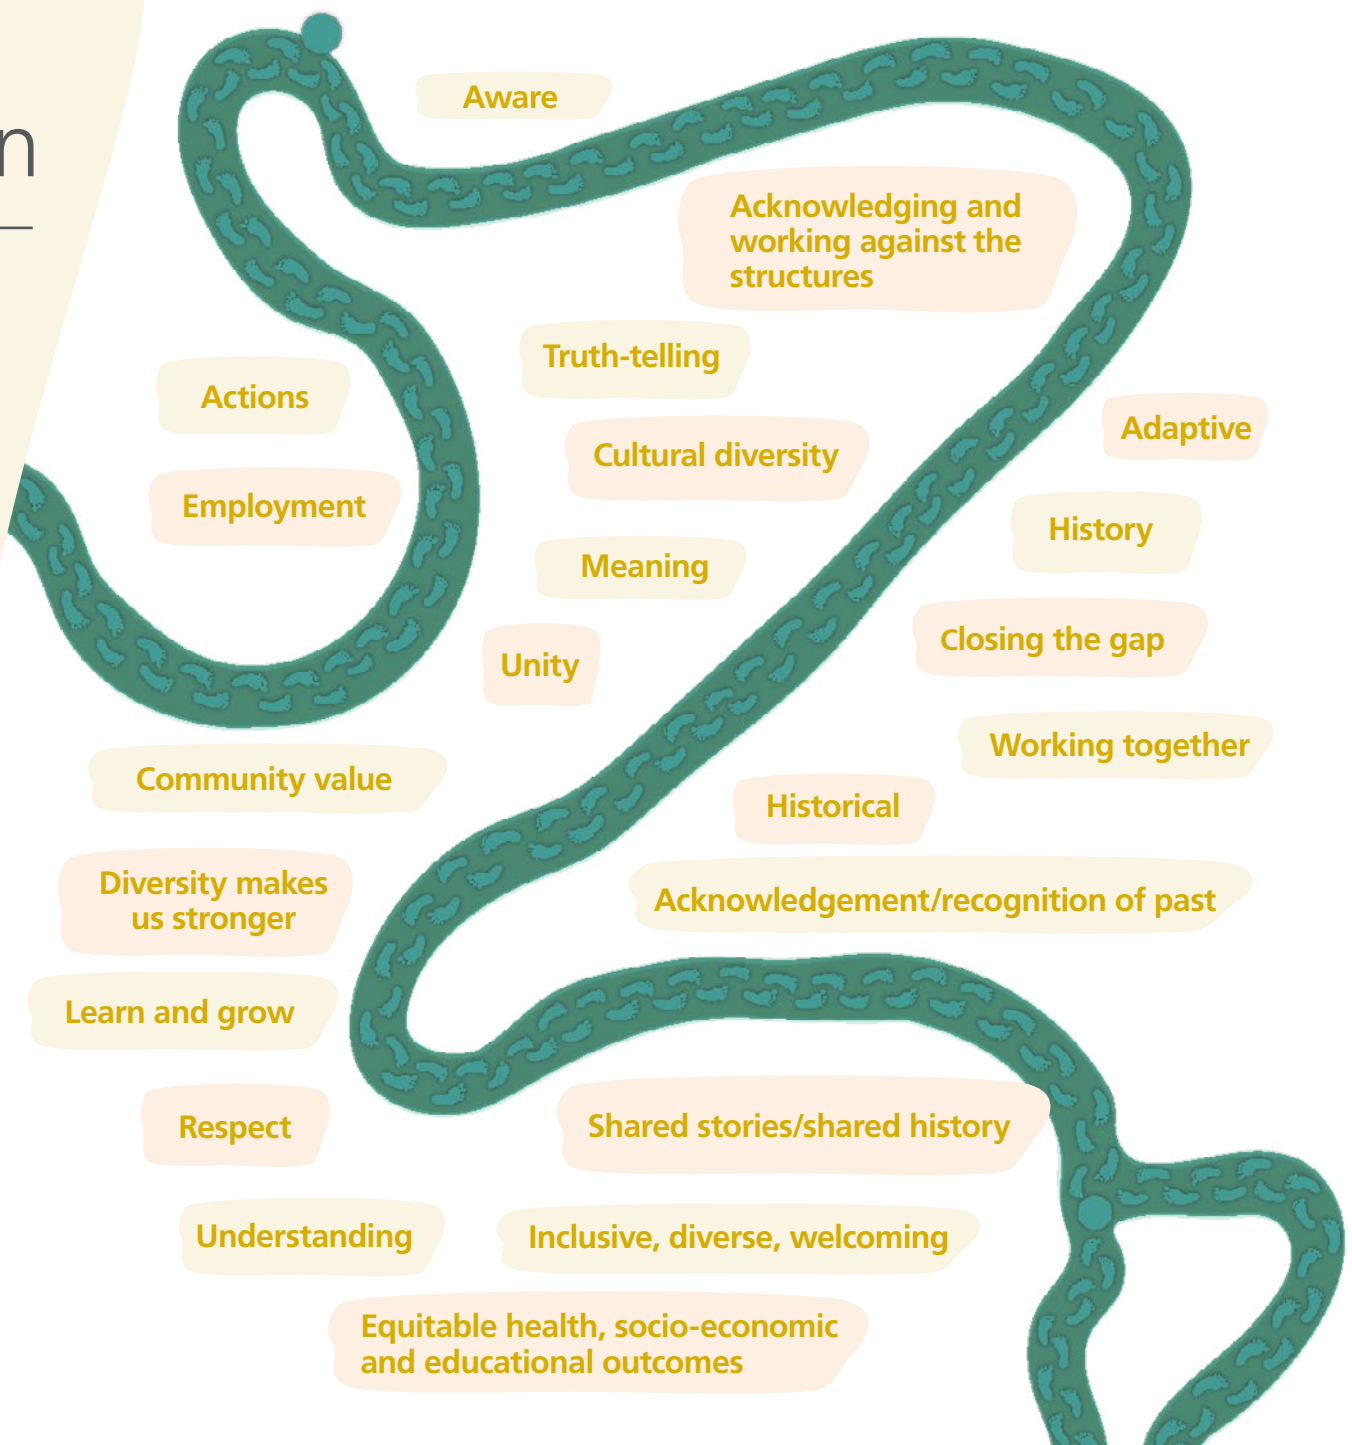 n
Aware
Acknowledging and
working against the
structures
Truth-telling
Actions
Adaptive
Cultural diversity
Employment
History
Meaning
Closing the gap
Unity
Working together
Community value
Historical
Diversity makes
us stronger
Acknowledgement/recognition of past
Learn and grow
Respect
Shared stories/shared history
Understanding
Inclusive, diverse, welcoming
Equitable health, socio-economic
and educational outcomes